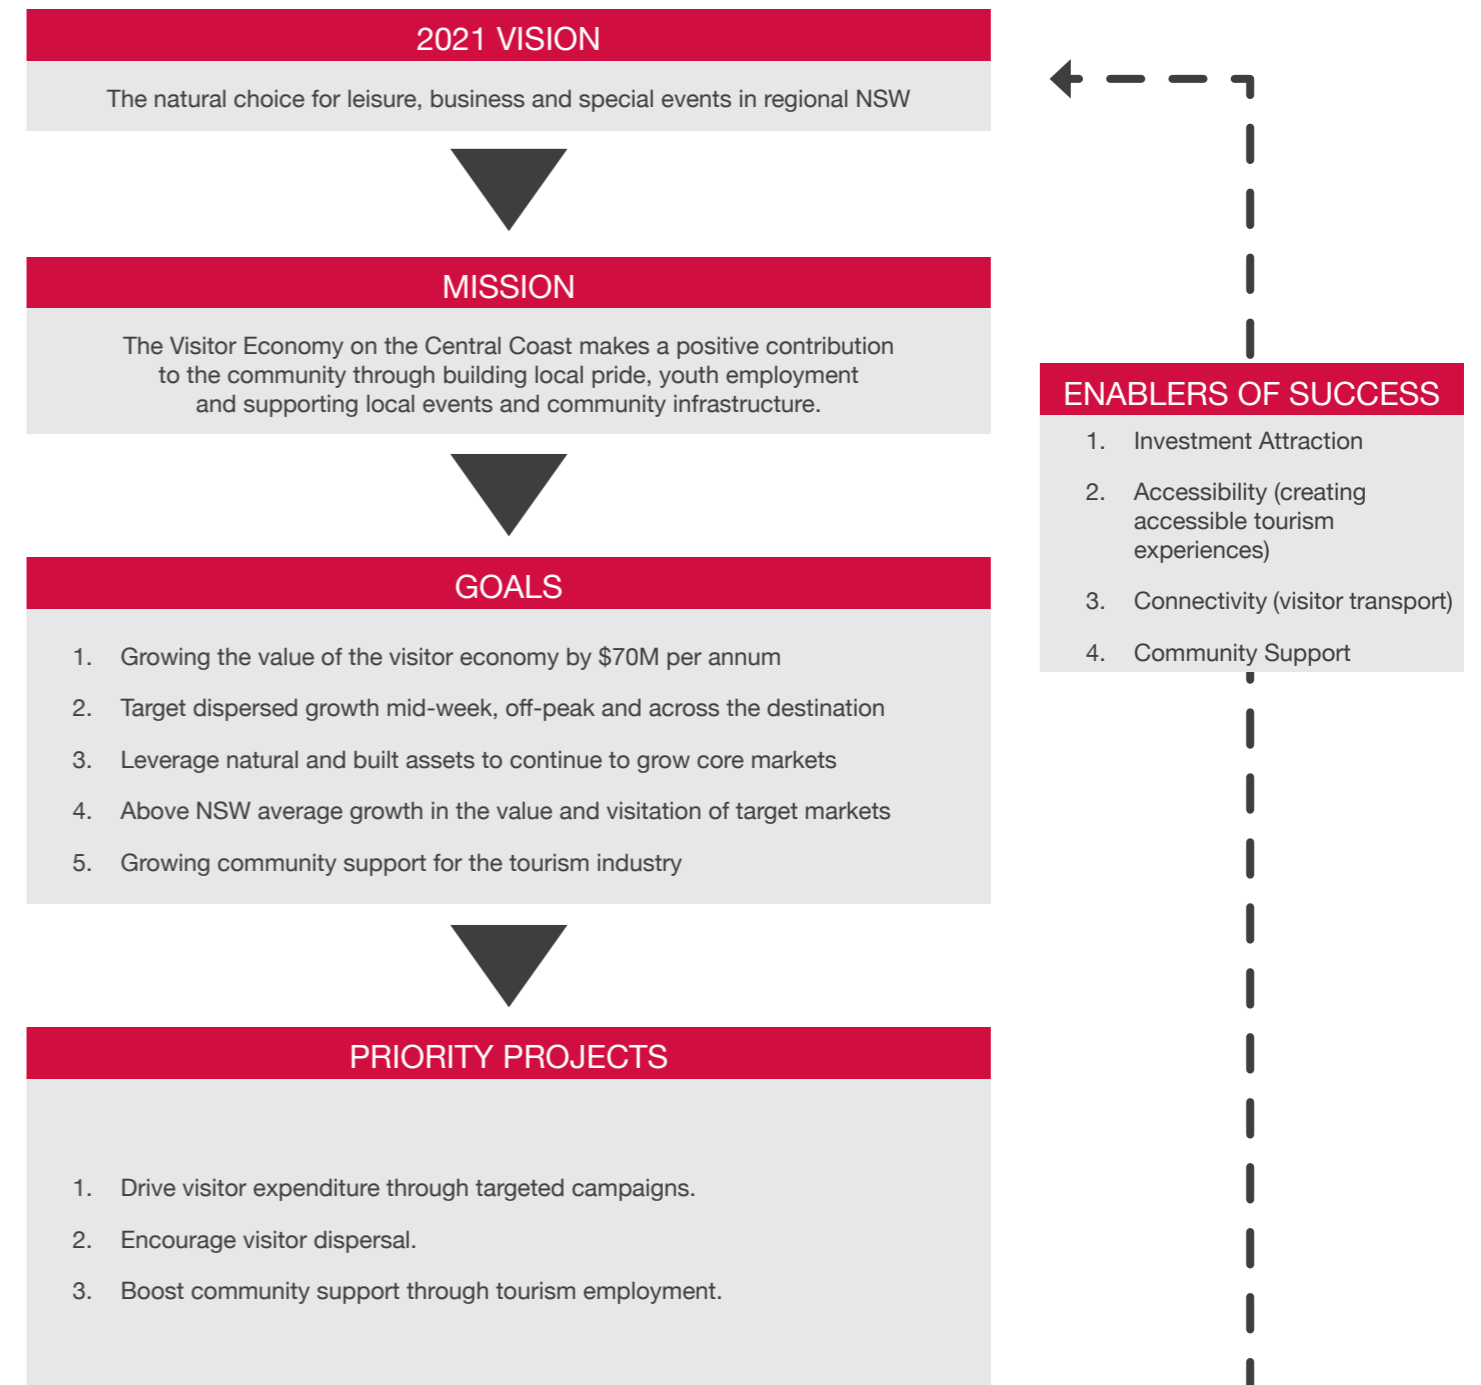 2021 VISION
The natural choice for leisure, business and special events in regional NSW
MISSION
The Visitor Economy on the Central Coast makes a positive contribution
to the community through building local pride, youth employment
and supporting local events and community infrastructure.
GOALS
1. Growing the value of the visitor economy by $70M per annum
2. Target dispersed growth mid-week, off-peak and across the destination
3. Leverage natural and built assets to continue to grow core markets
4. Above NSW average growth in the value and visitation of target markets
5. Growing community support for the tourism industry
PRIORITY PROJECTS
1. Drive visitor expenditure through targeted campaigns.
2. Encourage visitor dispersal.
3. Boost community support through tourism employment.
ENABLERS OF SUCCESS
1. Investment Attraction
2. Accessibility (creating
accessible tourism
experiences)
3. Connectivity (visitor transport)
4. Community Support